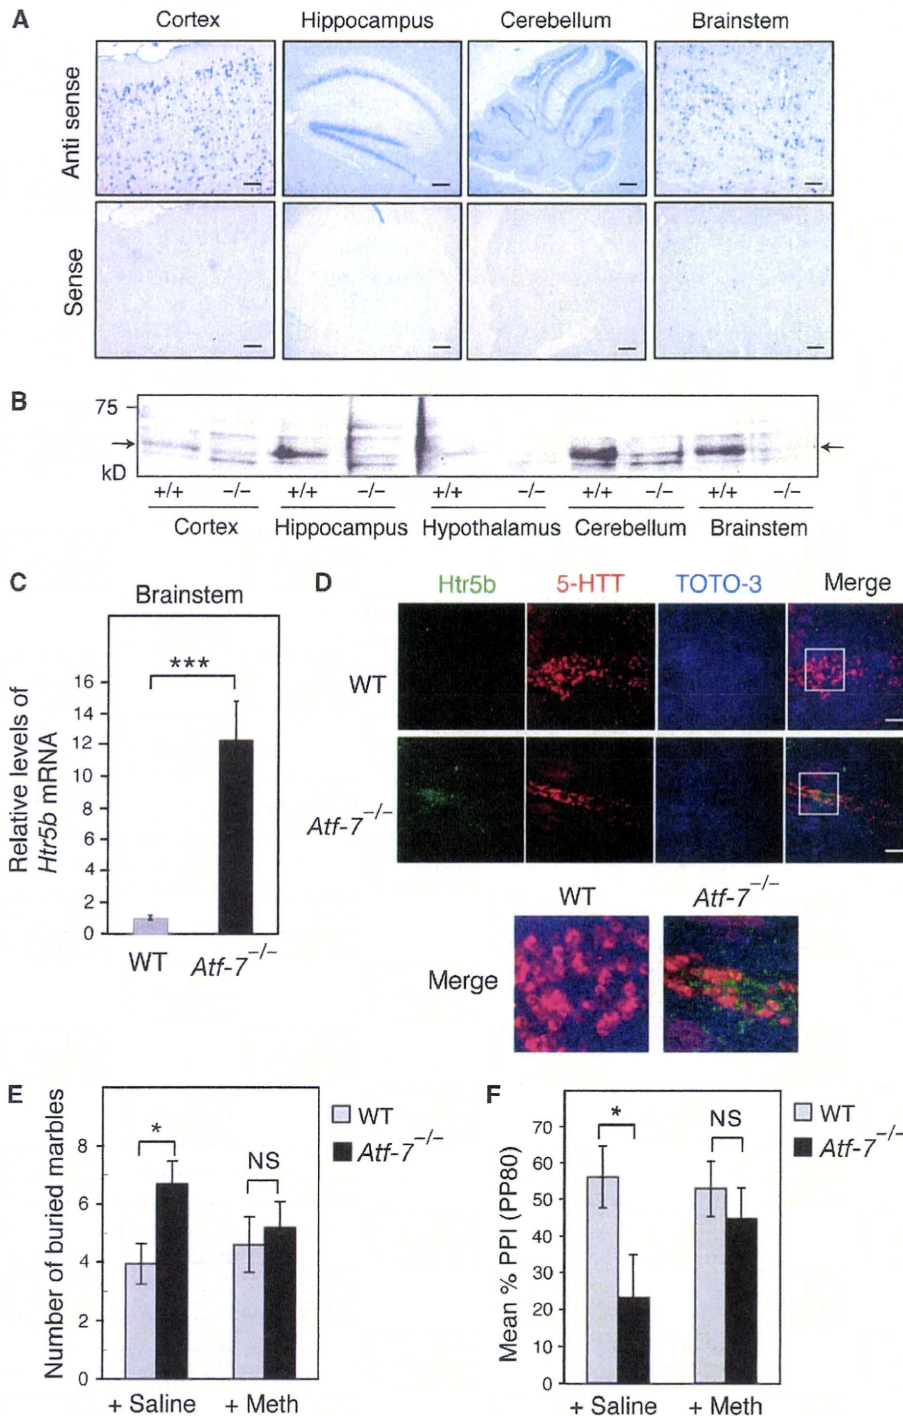 A
Cortex Hippocampus Cerebellum Brainstem
Anti sense
Sense
B
75
kD
+/+ −/− +/+ −/− +/+ −/− +/+ −/− +/+ −/−
Cortex Hippocampus Hypothalamus Cerebellum Brainstem
C
Brainstem
***
Relative levels of
Htr5b mRNA
16
14
12
10
8
6
4
2
0
WT Atf-7−/−
D
Htr5b 5-HTT TOTO-3 Merge
WT
Atf-7−/−
WT Atf-7−/−
Merge
E
Number of buried marbles
8
6
4
2
0
*
NS
WT
Atf-7−/−
+ Saline + Meth
F
Mean % PPI (PP80)
70
60
50
40
30
20
10
0
*
NS
WT
Atf-7−/−
+ Saline + Meth